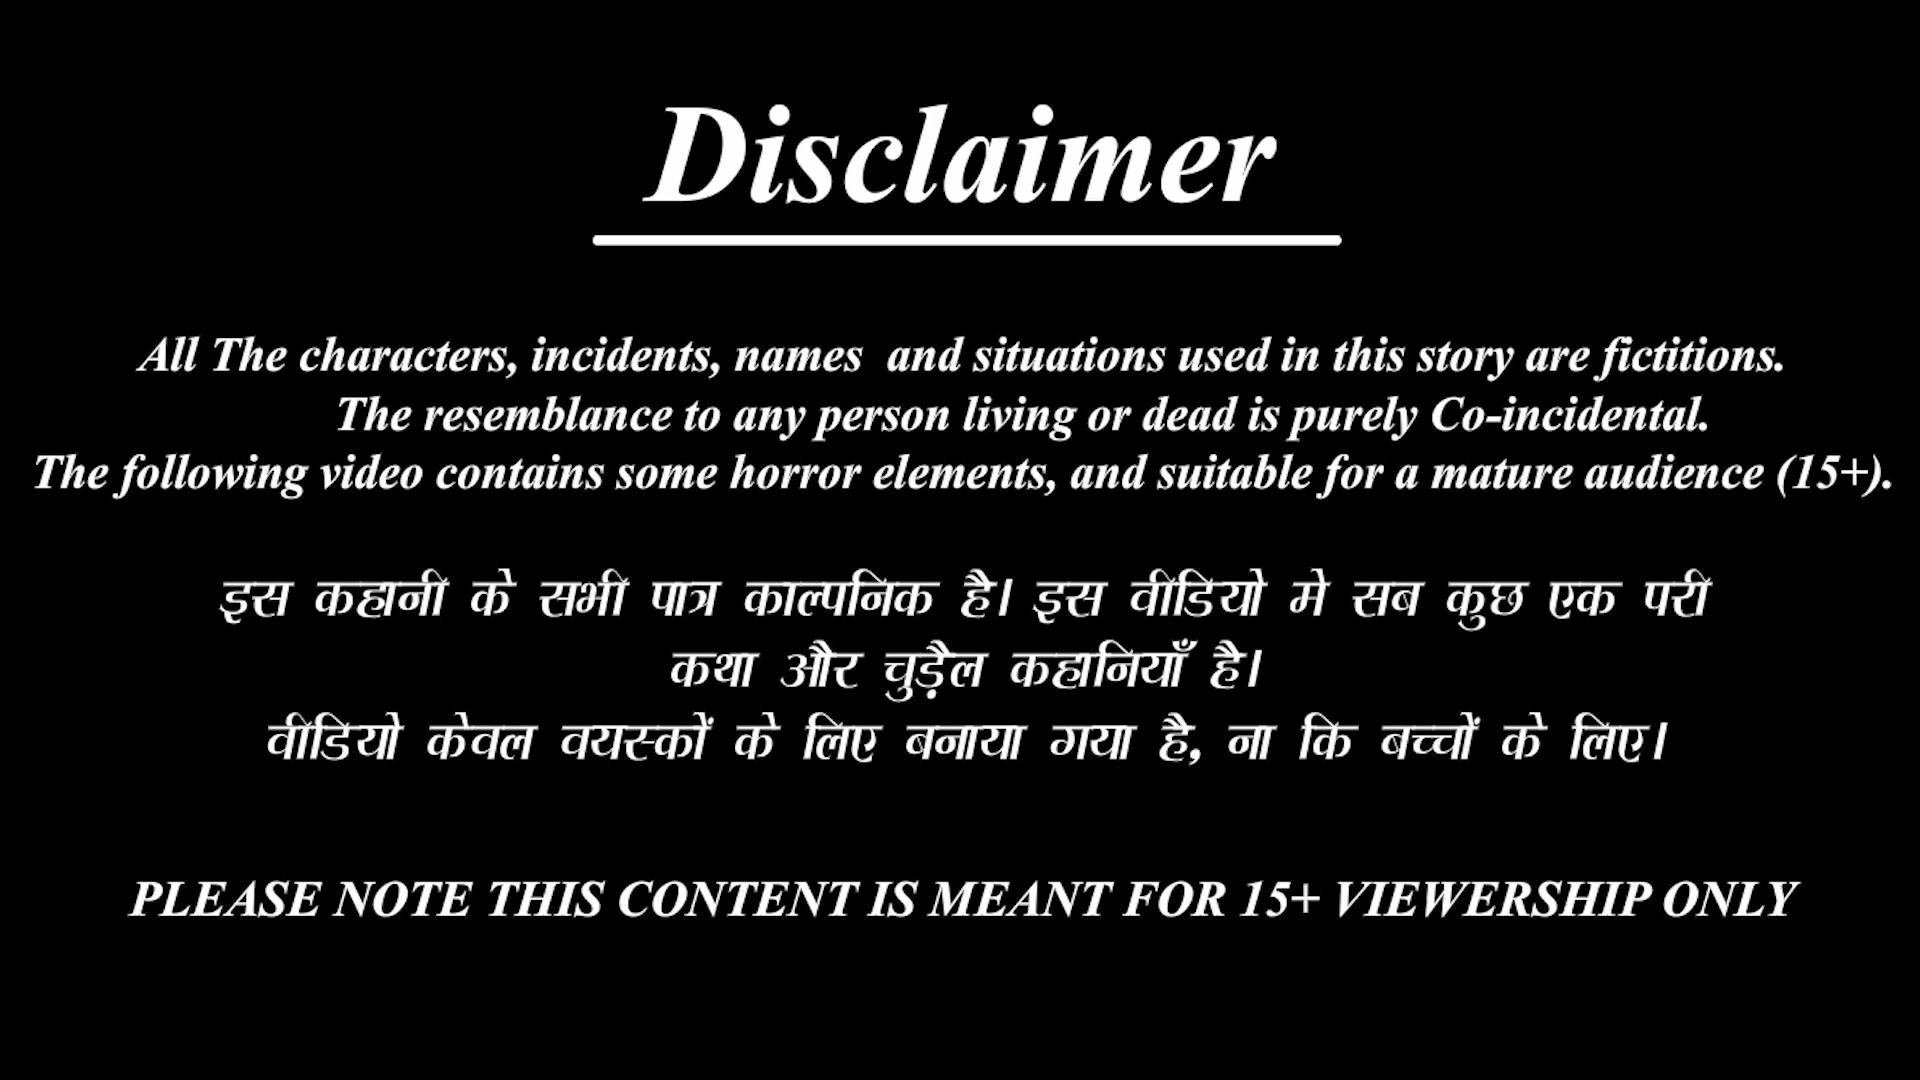 Disclaimer
All The characters, incidents, names and situations used in this story are fictitions.
The resemblance to any person living or dead is purely Co-incidental.
The following video contains some horror elements, and suitable for a mature audience (15+).
इस कहानी के सभी पात्र काल्पनिक है। इस वीडियो मे सब कुछ एक परी
कथा और चुड़ैल कहानियाँ है।
वीडियो केवल वयस्कों के लिए बनाया गया है, ना कि बच्चों के लिए।
PLEASE NOTE THIS CONTENT IS MEANT FOR 15+ VIEWERSHIP ONLY